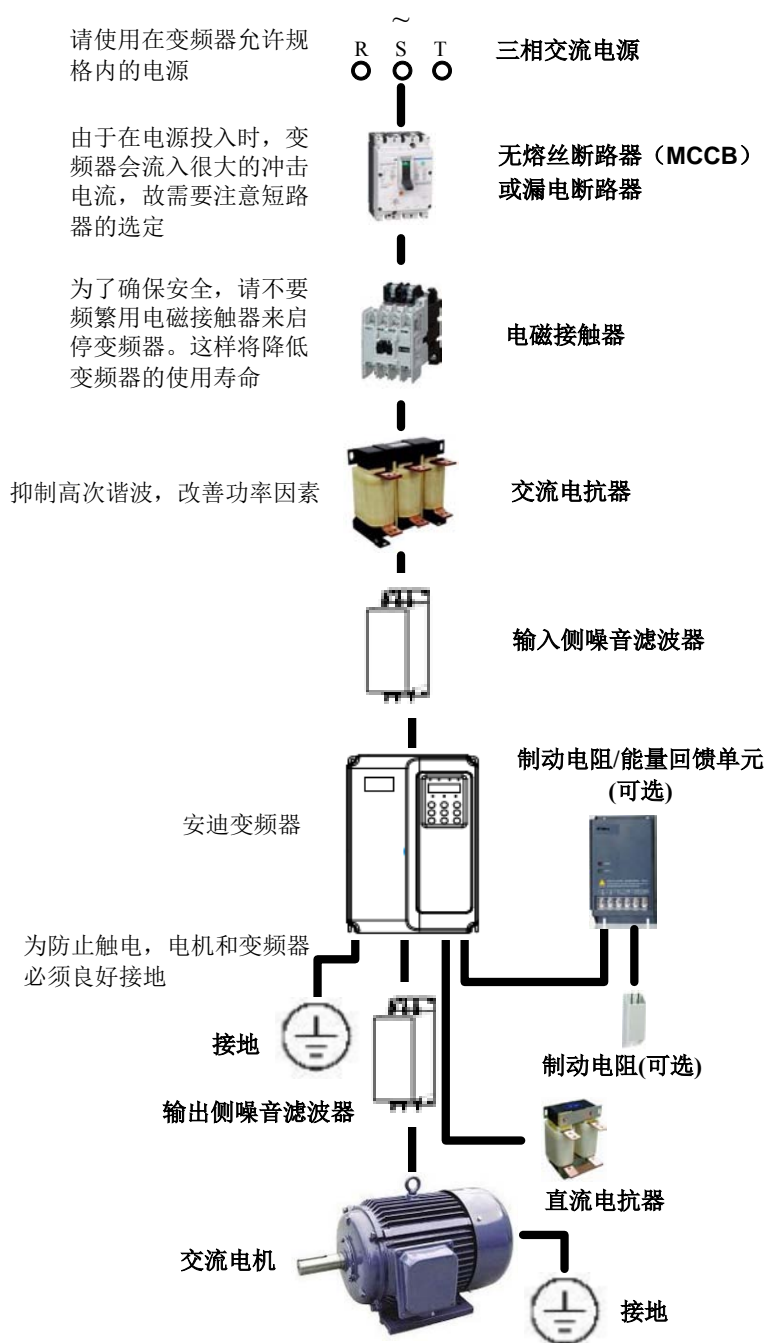 ~
R S T
请使用在变频器允许规
格内的电源
三相交流电源
由于在电源投入时，变
频器会流入很大的冲击
电流，故需要注意短路
器的选定
无熔丝断路器（MCCB）
或漏电断路器
为了确保安全，请不要
频繁用电磁接触器来启
停变频器。这样将降低
变频器的使用寿命
电磁接触器
抑制高次谐波，改善功率因素
交流电抗器
输入侧噪音滤波器
制动电阻/能量回馈单元
(可选)
安迪变频器
为防止触电，电机和变频器
必须良好接地
接地
制动电阻(可选)
输出侧噪音滤波器
直流电抗器
交流电机
接地